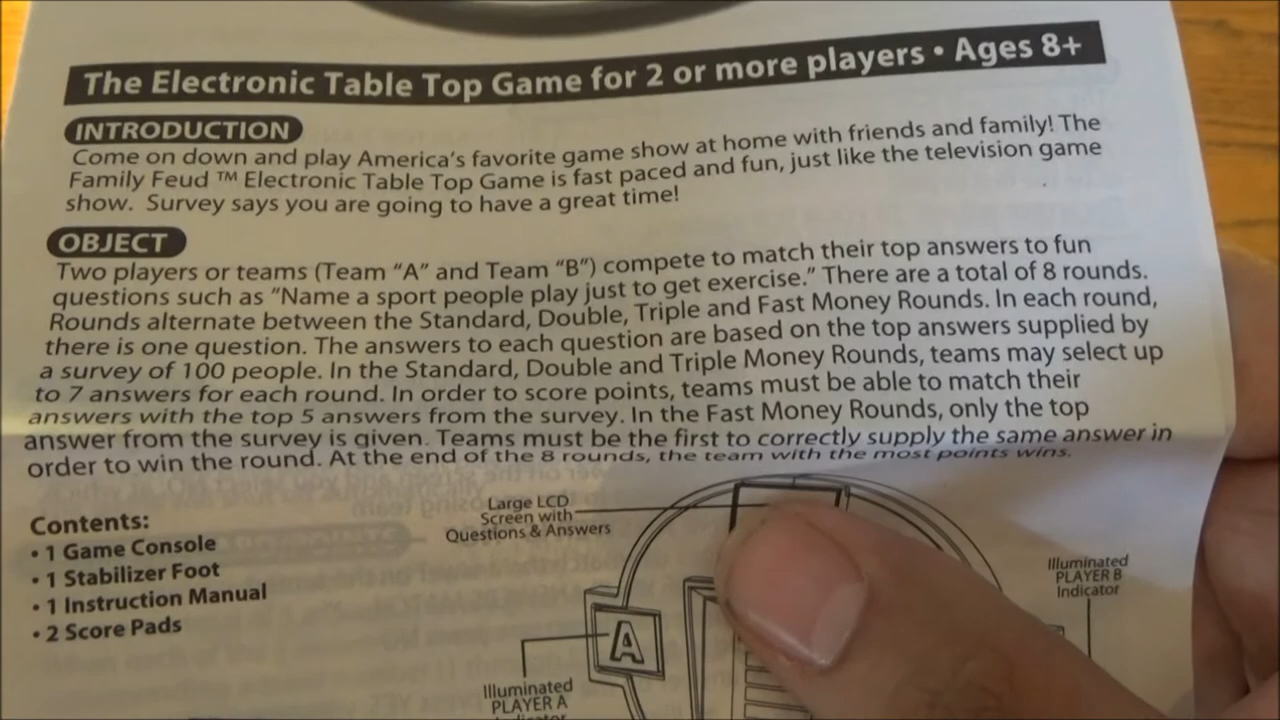 The Electronic Table Top Game for 2 or more players • Ages 8+
INTRODUCTION
Come on down and play America's favorite game show at home with friends and family! The
Family Feud ™ Electronic Table Top Game is fast paced and fun, just like the television game
show. Survey says you are going to have a great time!
OBJECT
Two players or teams (Team "A" and Team "B") compete to match their top answers to fun
questions such as "Name a sport people play just to get exercise." There are a total of 8 rounds.
Rounds alternate between the Standard, Double, Triple and Fast Money Rounds. In each round,
there is one question. The answers to each question are based on the top answers supplied by
a survey of 100 people. In the Standard, Double and Triple Money Rounds, teams may select up
to 7 answers for each round. In order to score points, teams must be able to match their
answers with the top 5 answers from the survey. In the Fast Money Rounds, only the top
answer from the survey is given. Teams must be the first to correctly supply the same answer in
order to win the round. At the end of the 8 rounds, the team with the most points wins.
Contents:
• 1 Game Console
• 1 Stabilizer Foot
• 1 Instruction Manual
• 2 Score Pads
Large LCD
Screen with
Questions & Answers
A
Illuminated
PLAYER A
Indicator
Illuminated
PLAYER B
Indicator